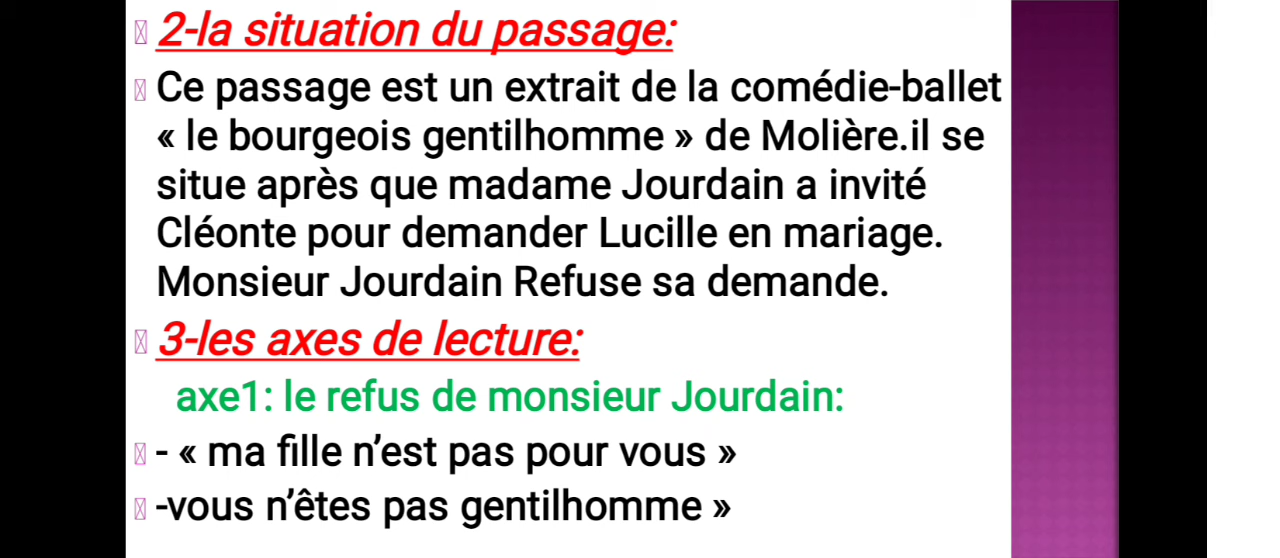 2-la situation du passage:
Ce passage est un extrait de la comédie-ballet
« le bourgeois gentilhomme » de Molière.il se
situe après que madame Jourdain a invité
Cléonte pour demander Lucille en mariage.
Monsieur Jourdain Refuse sa demande.
3-les axes de lecture:
axe1: le refus de monsieur Jourdain:
- « ma fille n’est pas pour vous »
-vous n’êtes pas gentilhomme »